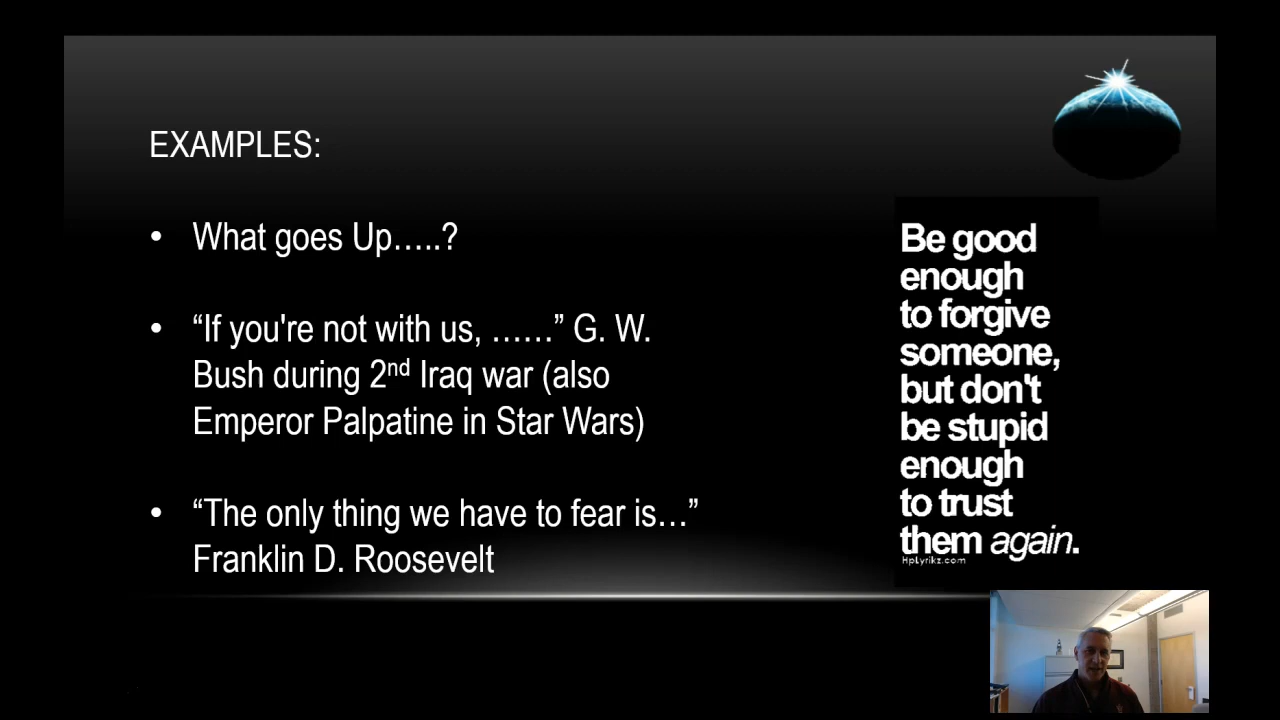 EXAMPLES:
• What goes Up…..?
• “If you're not with us, ……” G. W.
Bush during 2nd Iraq war (also
Emperor Palpatine in Star Wars)
• “The only thing we have to fear is…”
Franklin D. Roosevelt
Be good
enough
to forgive
someone,
but don't
be stupid
enough
to trust
them again.
HpLyrikz.com